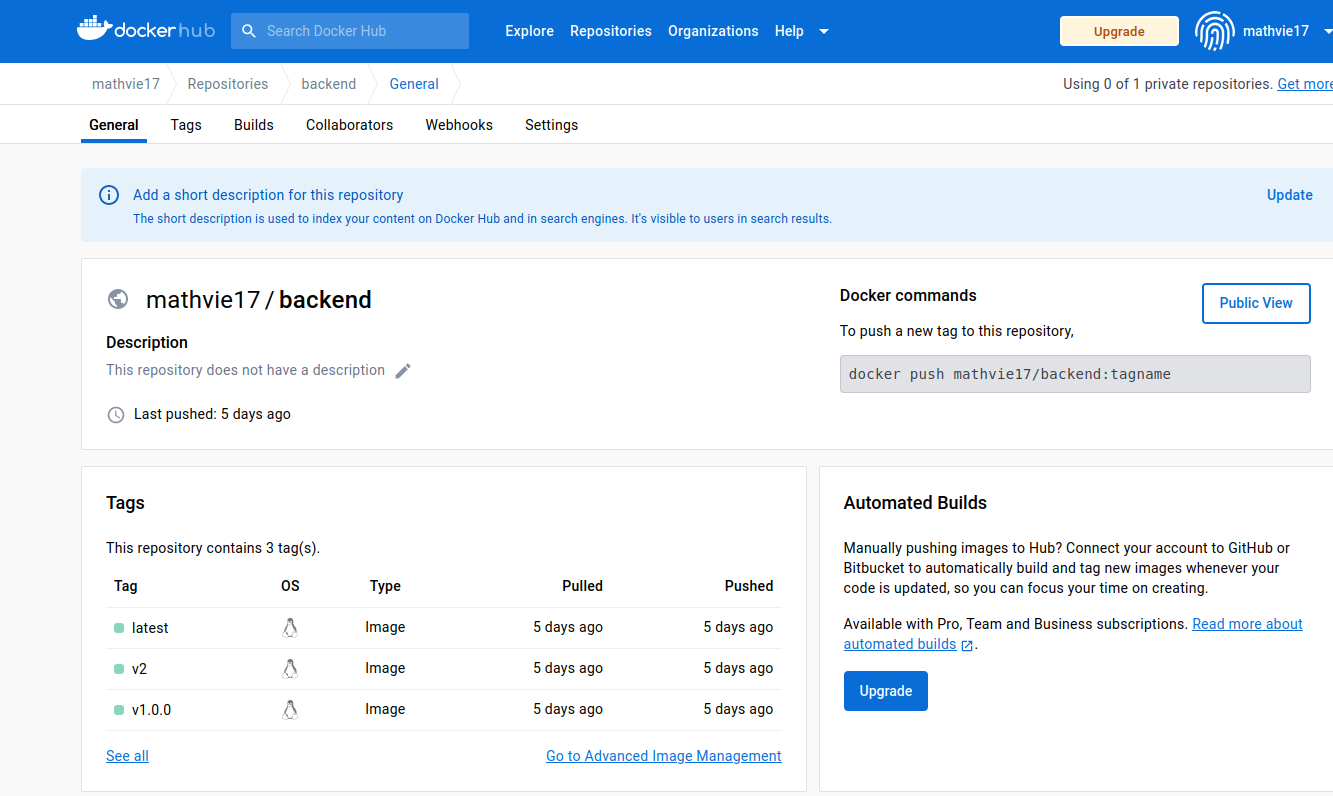 dockerhub
Search Docker Hub
Explore Repositories Organizations Help
Upgrade
mathvie17
mathvie17 Repositories backend General
Using 0 of 1 private repositories. Get more
General Tags Builds Collaborators Webhooks Settings
Add a short description for this repository
Update
The short description is used to index your content on Docker Hub and in search engines. It's visible to users in search results.
mathvie17 / backend
Description
This repository does not have a description
Last pushed: 5 days ago
Docker commands
Public View
To push a new tag to this repository,
docker push mathvie17/backend:tagname
Tags
This repository contains 3 tag(s).
Tag OS Type Pulled Pushed
latest Image 5 days ago 5 days ago
v2 Image 5 days ago 5 days ago
v1.0.0 Image 5 days ago 5 days ago
See all
Go to Advanced Image Management
Automated Builds
Manually pushing images to Hub? Connect your account to GitHub or
Bitbucket to automatically build and tag new images whenever your
code is updated, so you can focus your time on creating.
Available with Pro, Team and Business subscriptions. Read more about
automated builds .
Upgrade